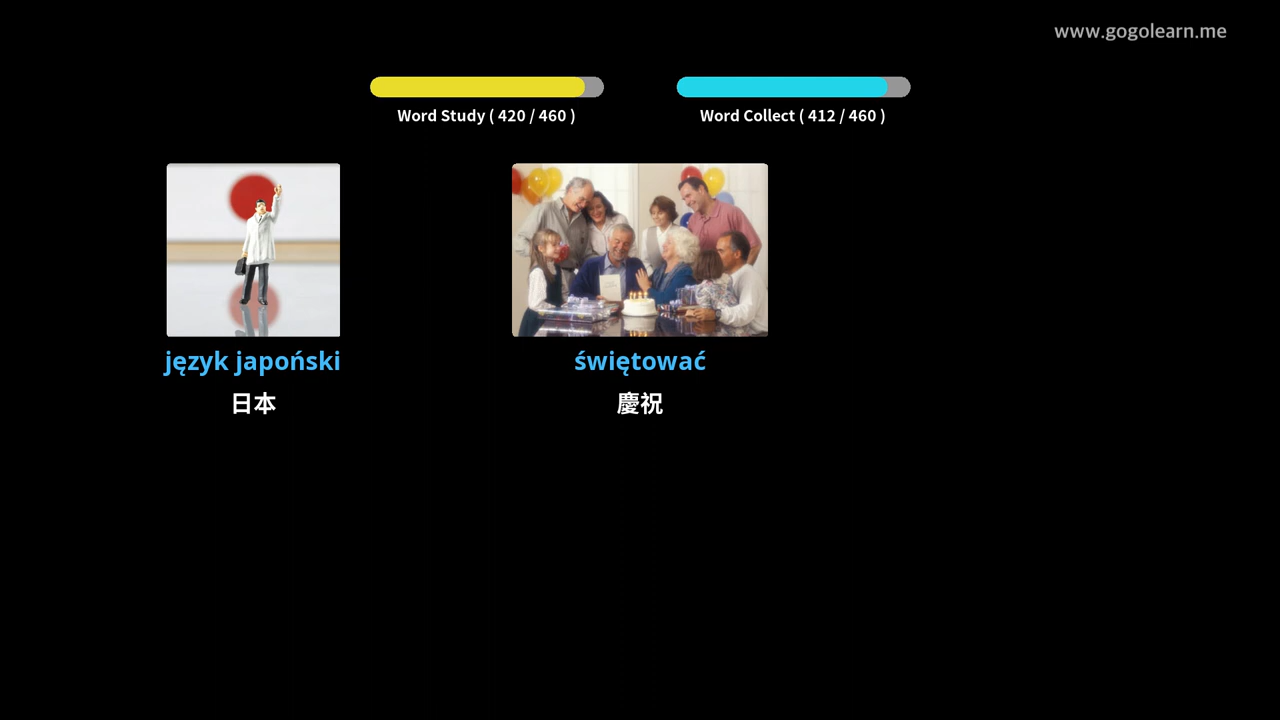 www.gogolearn.me
Word Study ( 420 / 460 )
Word Collect ( 412 / 460 )
język japoński
świętować
日本
慶祝